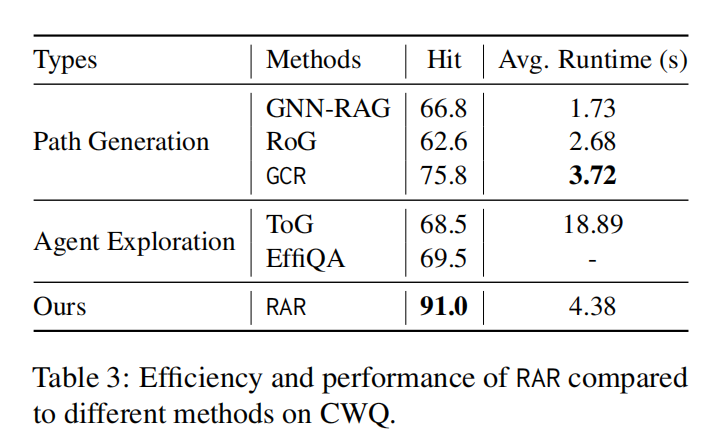 Types Methods Hit Avg. Runtime (s)
GNN-RAG 66.8 1.73
Path Generation RoG 62.6 2.68
GCR 75.8 3.72
ToG 68.5 18.89
Agent Exploration
EffiQA 69.5 -
Ours RAR 91.0 4.38
Table 3: Efficiency and performance of RAR compared
to different methods on CWQ.